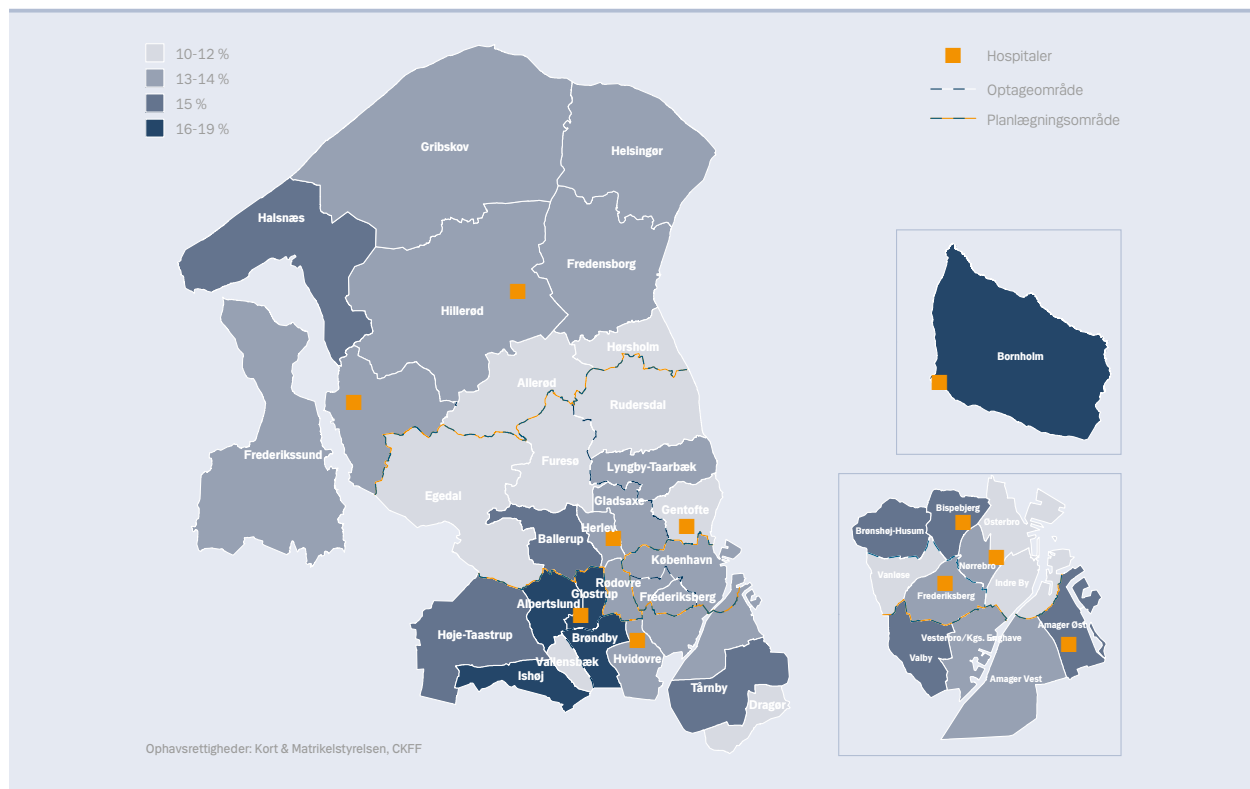 10-12 %
13-14 %
15 %
16-19 %
Hospitaler
Optageområde
Planlægningsområde
Gribskov
Helsingør
Halsnæs
Fredensborg
Hillerød
Hørsholm
Allerød
Rudersdal
Frederikssund
Furesø
Lyngby-Taarbæk
Egedal
Gladsaxe
Gentofte
Herlev
Ballerup
København
Rødovre
Glostrup
Frederiksberg
Albertslund
Høje-Taastrup
Brøndby
Vallensbæk
Hvidovre
Ishøj
Tårnby
Dragør
Bornholm
Bispebjerg
Østerbro
Brønshøj-Husum
Nørrebro
Vanløse
Indre By
Frederiksberg
Amager Øst
Vesterbro/Kgs. Enghave
Valby
Amager Vest
Ophavsrettigheder: Kort & Matrikelstyrelsen, CKFF